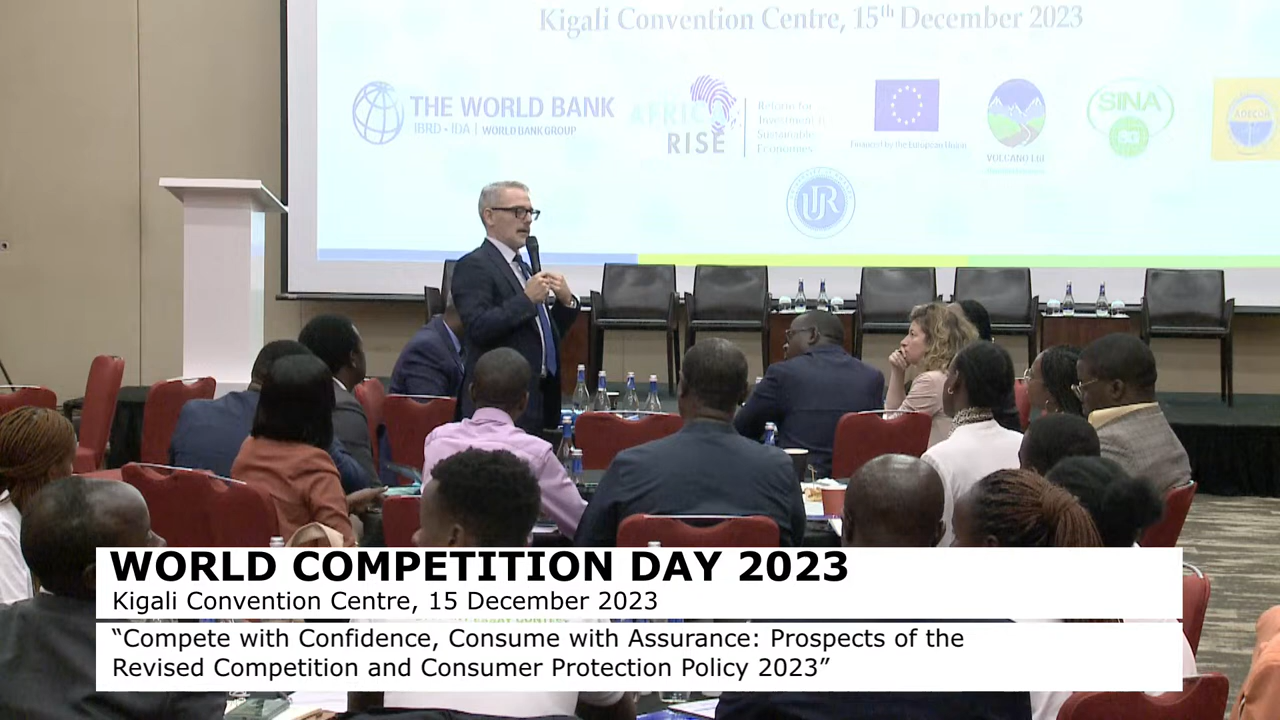 Kigali Convention Centre, 15th December 2023
THE WORLD BANK
IBRD • IDA | WORLD BANK GROUP
AFRICA
RISE
Reform for
Investment
Sustainable
Economies
Financed by the European Union
VOLCANO Ltd
SINA
ADECOR
UR
WORLD COMPETITION DAY 2023
Kigali Convention Centre, 15 December 2023
“Compete with Confidence, Consume with Assurance: Prospects of the
Revised Competition and Consumer Protection Policy 2023”